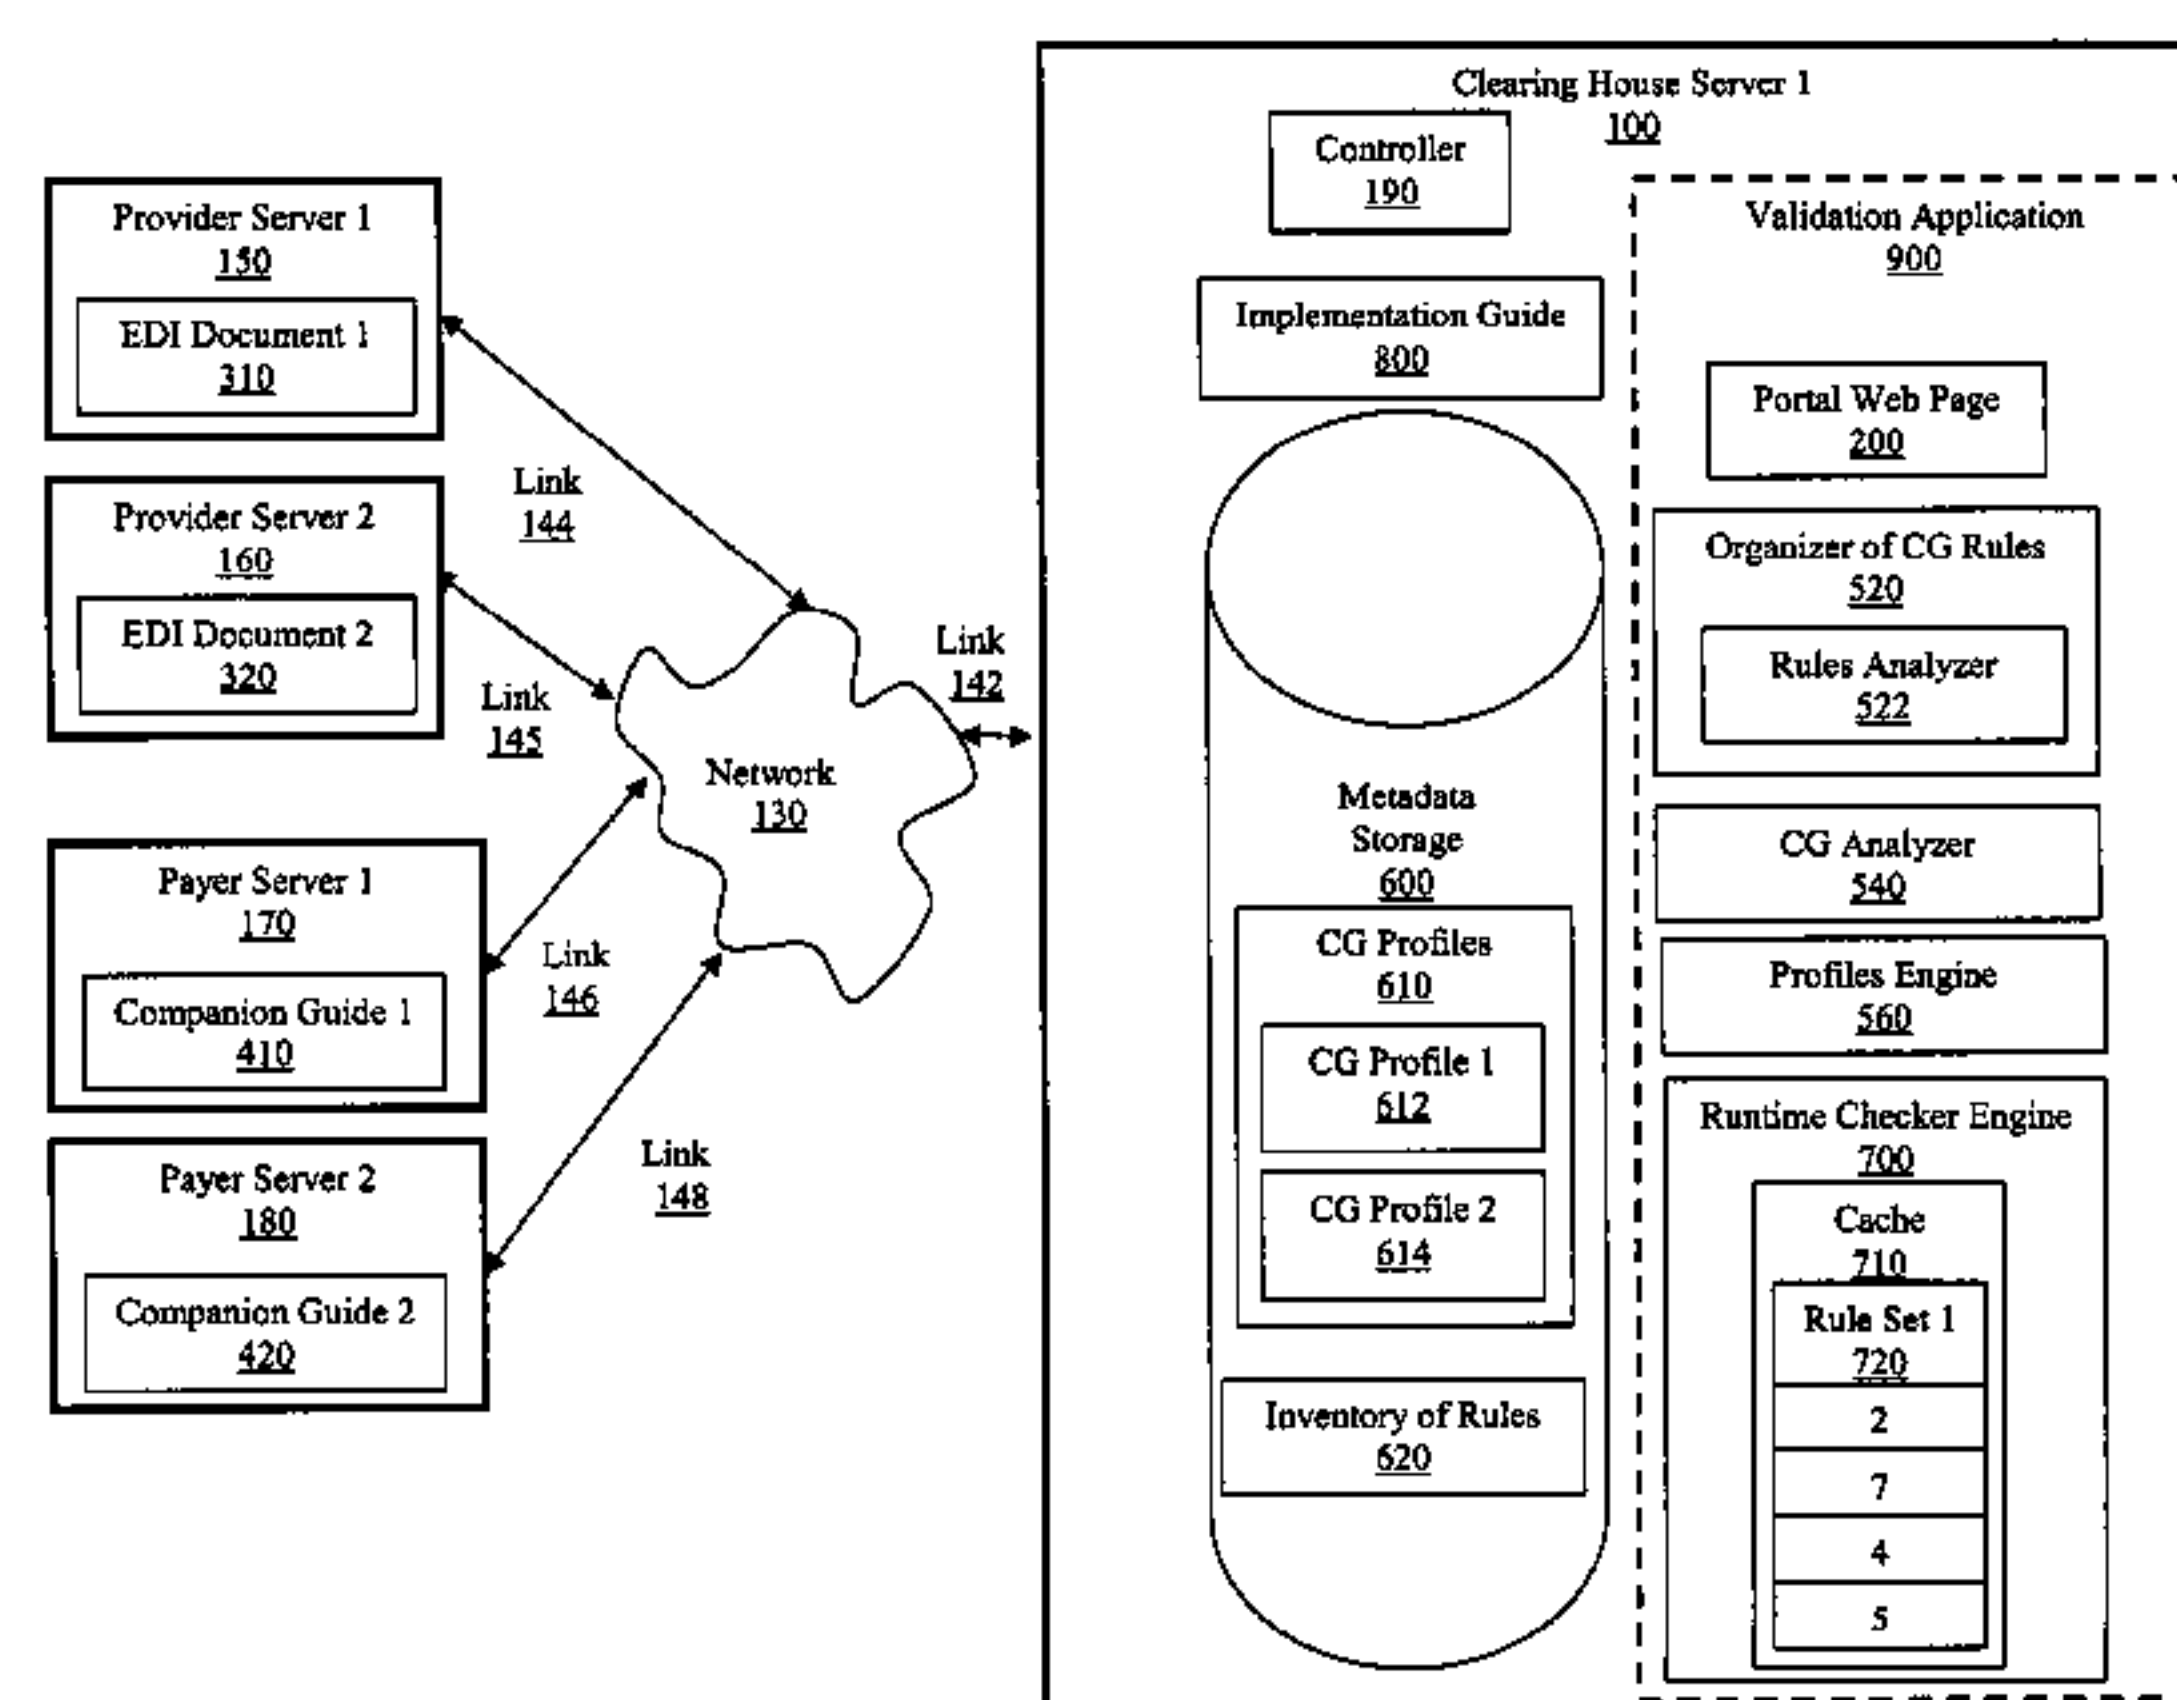 Clearing House Server 1
100
Controller
190
Implementation Guide
800
Provider Server 1
150
EDI Document 1
310
Provider Server 2
160
EDI Document 2
320
Payer Server 1
170
Companion Guide 1
410
Payer Server 2
180
Companion Guide 2
420
Link
144
Link
145
Link
146
Link
148
Network
130
Link
142
Metadata
Storage
600
CG Profiles
610
CG Profile 1
612
CG Profile 2
614
Inventory of Rules
620
Validation Application
900
Portal Web Page
200
Organizer of CG Rules
520
Rules Analyzer
522
CG Analyzer
540
Profiles Engine
560
Runtime Checker Engine
700
Cache
710
Rule Set 1
720
2
7
4
5